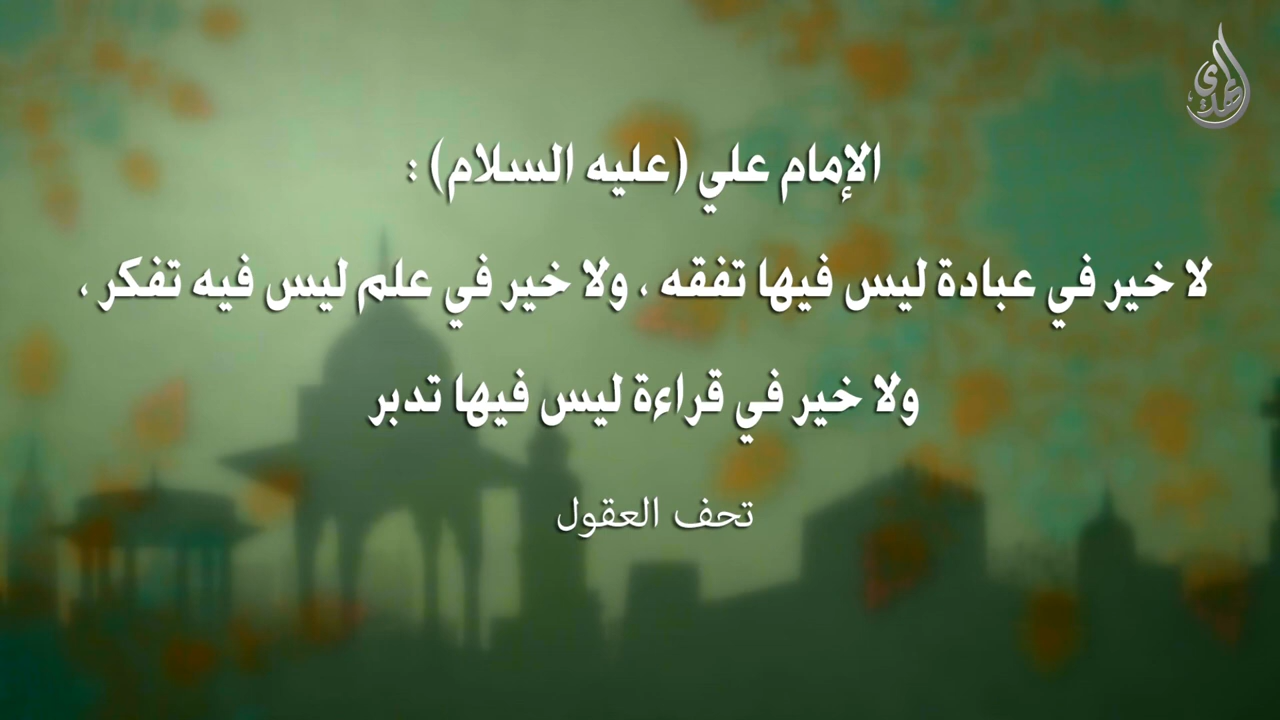 الهدى
الإمام علي (عليه السلام) :
لا خير في عبادة ليس فيها تفقه ، ولا خير في علم ليس فيه تفكر ،
ولا خير في قراءة ليس فيها تدبر
تحف العقول